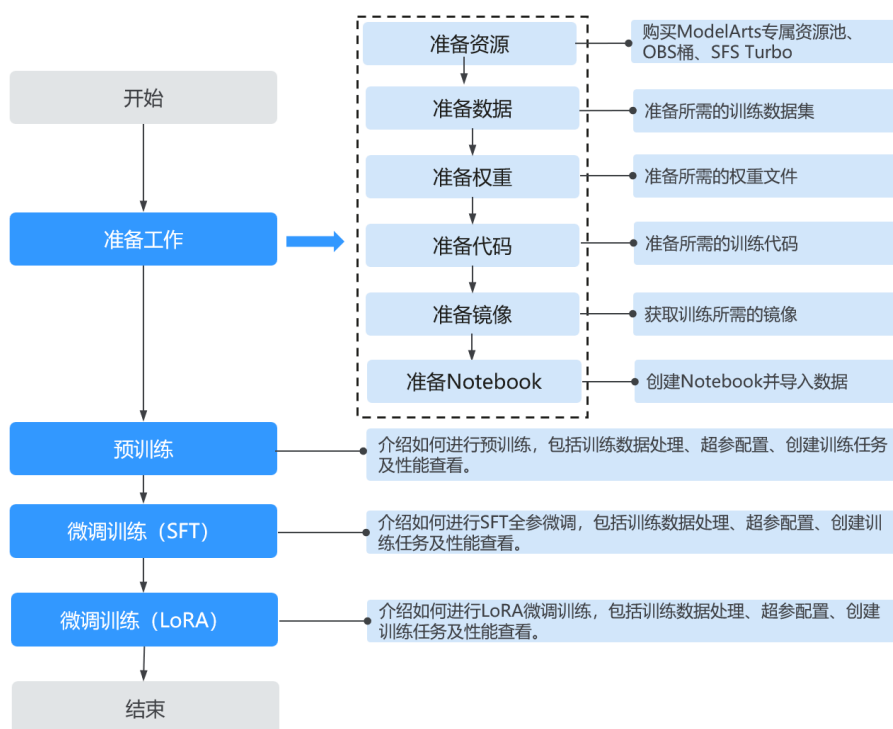 开始
准备工作
准备资源
购买ModelArts专属资源池、
OBS桶、SFS Turbo
准备数据
准备所需的训练数据集
准备权重
准备所需的权重文件
准备代码
准备所需的训练代码
准备镜像
获取训练所需的镜像
准备Notebook
创建Notebook并导入数据
预训练
介绍如何进行预训练，包括训练数据处理、超参配置、创建训练任务
及性能查看。
微调训练（SFT）
介绍如何进行SFT全参微调，包括训练数据处理、超参配置、创建训
练任务及性能查看。
微调训练（LoRA）
介绍如何进行LoRA微调训练，包括训练数据处理、超参配置、创建
训练任务及性能查看。
结束